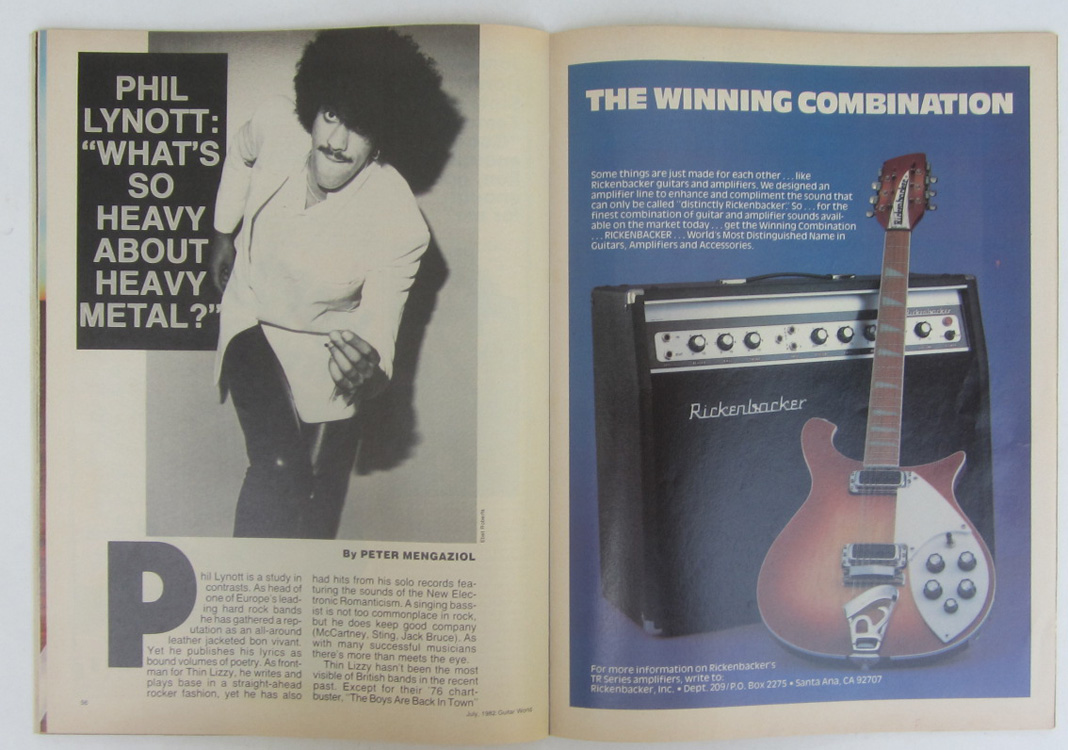 PHIL
LYNOTT:
“WHAT’S
SO
HEAVY
ABOUT
HEAVY
METAL?”
Ebet Roberts
By PETER MENGAZIOL
Phil Lynott is a study in
contrasts. As head of
one of Europe’s lead-
ing hard rock bands
he has gathered a rep-
utation as an all-around
leather jacketed bon vivant.
Yet he publishes his lyrics as
bound volumes of poetry. As front-
man for Thin Lizzy, he writes and
plays base in a straight-ahead
rocker fashion, yet he has also
had hits from his solo records fea-
turing the sounds of the New Elec-
tronic Romanticism. A singing bass-
ist is not too commonplace in rock,
but he does keep good company
(McCartney, Sting, Jack Bruce). As
with many successful musicians
there’s more than meets the eye.
Thin Lizzy hasn’t been the most
visible of British bands in the recent
past. Except for their ’76 chart-
buster, “The Boys Are Back In Town”
56
July, 1982/Guitar World
THE WINNING COMBINATION
Some things are just made for each other . . . like
Rickenbacker guitars and amplifiers. We designed an
amplifier line to enhance and compliment the sound that
can only be called “distinctly Rickenbacker.” So . . . for the
finest combination of guitar and amplifier sounds avail-
able on the market today . . . get the Winning Combination
. . . RICKENBACKER . . . World’s Most Distinguished Name in
Guitars, Amplifiers and Accessories.
Rickenbacker
Rickenbacker
Rickenbacker
For more information on Rickenbacker’s
TR Series amplifiers, write to:
Rickenbacker, Inc. • Dept. 209/P.O. Box 2275 • Santa Ana, CA 92707